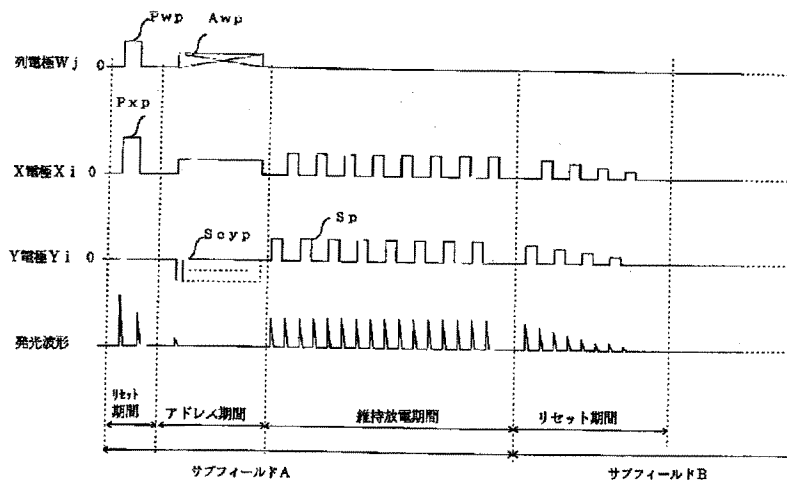 Pwp
Awp
列電極Wj 0
Pxp
X電極Xi 0
Scyp
Sp
Y電極Yi 0
発光波形
リセット
期間
アドレス期間
維持放電期間
リセット期間
サブフィールドA
サブフィールドB